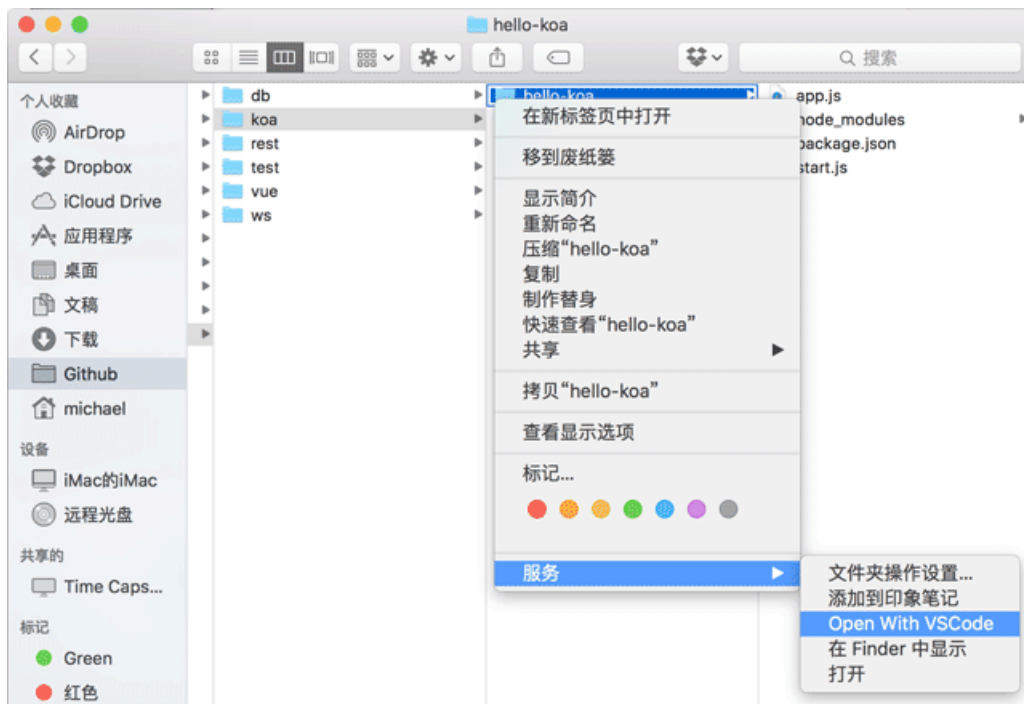 hello-koa
搜索
个人收藏
AirDrop
Dropbox
iCloud Drive
应用程序
桌面
文稿
下载
Github
michael
设备
iMac的iMac
远程光盘
共享的
Time Caps...
标记
Green
红色
db
koa
rest
test
vue
ws
hello-koa
app.js
node_modules
package.json
start.js
在新标签页中打开
移到废纸篓
显示简介
重新命名
压缩“hello-koa”
复制
制作替身
快速查看“hello-koa”
共享
拷贝“hello-koa”
查看显示选项
标记...
服务
文件夹操作设置...
添加到印象笔记
Open With VSCode
在 Finder 中显示
打开